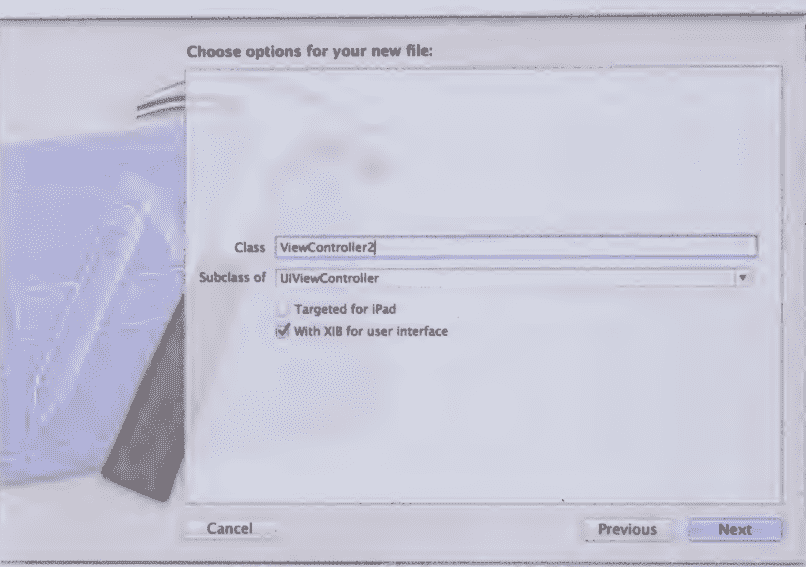 Choose options for your new file:
Class ViewController2
Subclass of UIViewController
Targeted for iPad
With XIB for user interface
Cancel Previous Next